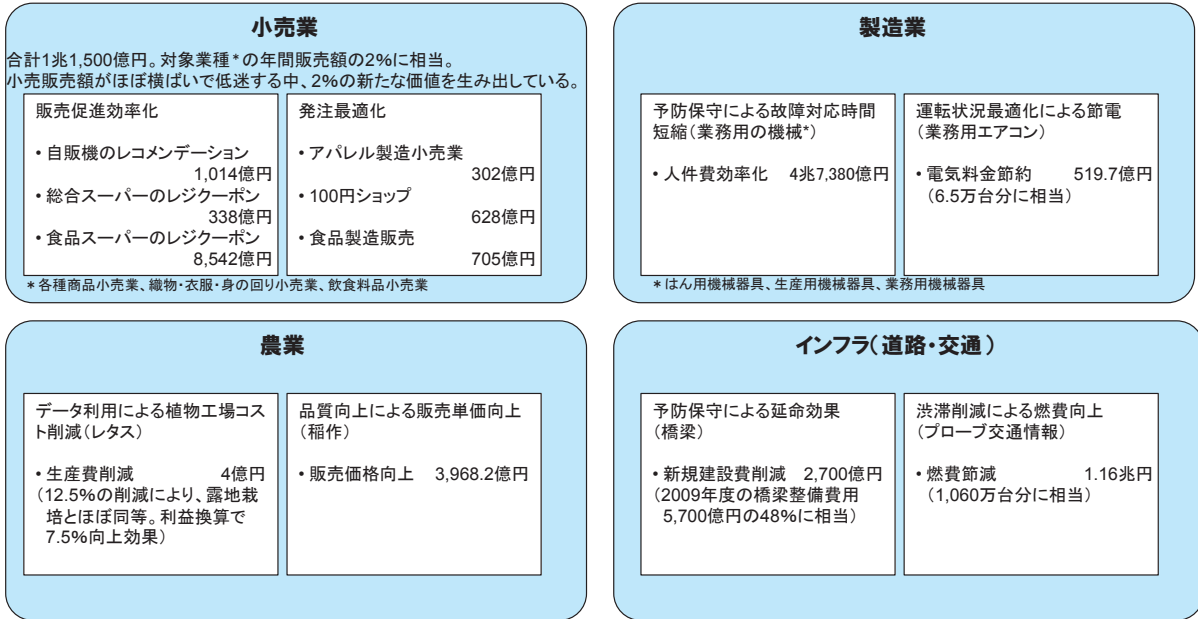 小売業
合計1兆1,500億円。対象業種*の年間販売額の2%に相当。
小売販売額がほぼ横ばいで低迷する中、2%の新たな価値を生み出している。
販売促進効率化
・自販機のレコメンデーション
1,014億円
・総合スーパーのレジクーポン
338億円
・食品スーパーのレジクーポン
8,542億円
発注最適化
・アパレル製造小売業
302億円
・100円ショップ
628億円
・食品製造販売
705億円
*各種商品小売業、織物・衣服・身の回り小売業、飲食料品小売業
製造業
予防保守による故障対応時間
短縮(業務用の機械*)
・人件費効率化 4兆7,380億円
運転状況最適化による節電
(業務用エアコン)
・電気料金節約 519.7億円
(6.5万台分に相当)
*はん用機械器具、生産用機械器具、業務用機械器具
農業
データ利用による植物工場コス
ト削減(レタス)
・生産費削減 4億円
(12.5%の削減により、露地栽
培とほぼ同等。利益換算で
7.5%向上効果)
品質向上による販売単価向上
(稲作)
・販売価格向上 3,968.2億円
インフラ(道路・交通)
予防保守による延命効果
(橋梁)
・新規建設費削減 2,700億円
(2009年度の橋梁整備費用
5,700億円の48%に相当)
渋滞削減による燃費向上
(プローブ交通情報)
・燃費節減 1.16兆円
(1,060万台分に相当)